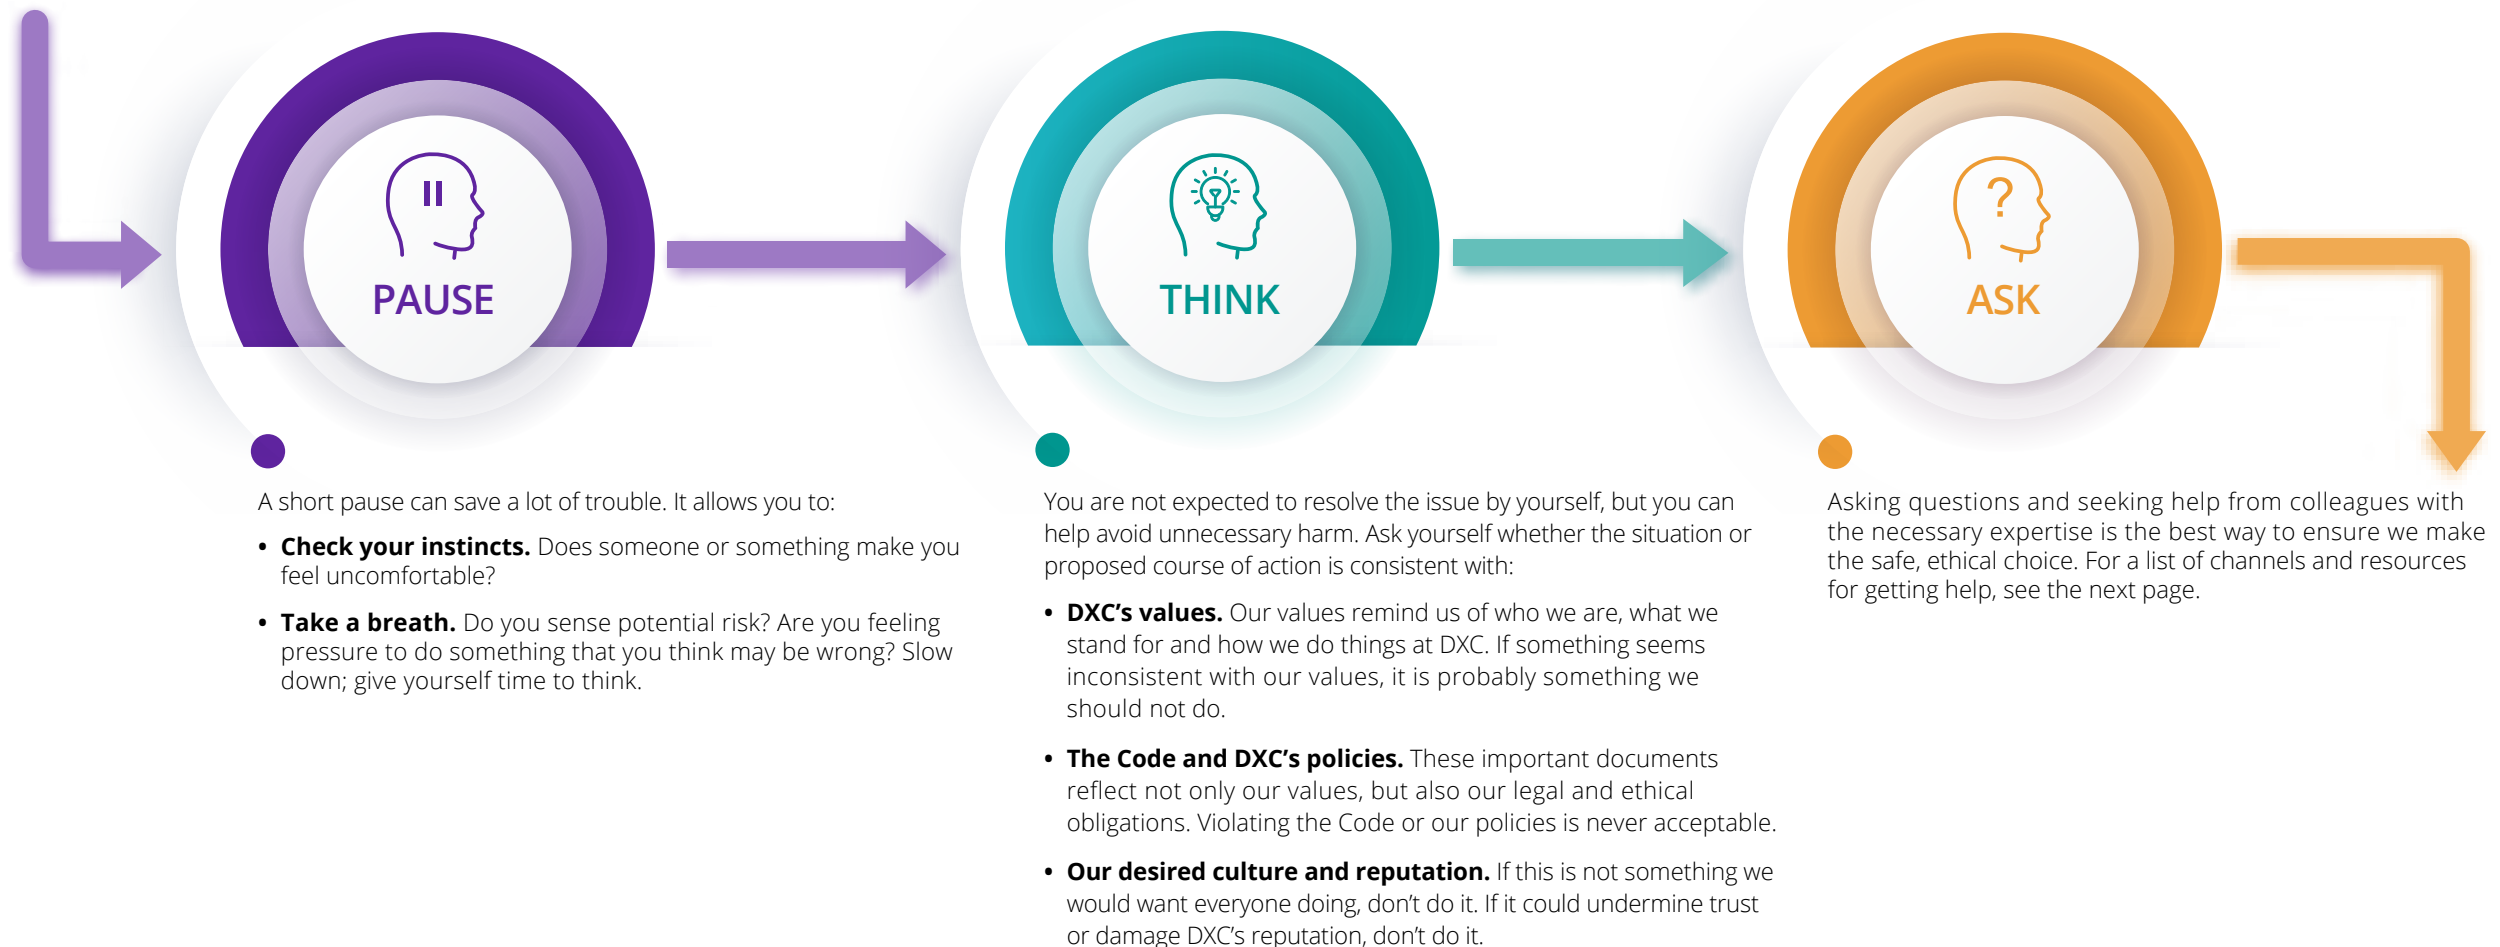 PAUSE
A short pause can save a lot of trouble. It allows you to:
• Check your instincts. Does someone or something make you
feel uncomfortable?
• Take a breath. Do you sense potential risk? Are you feeling
pressure to do something that you think may be wrong? Slow
down; give yourself time to think.
THINK
You are not expected to resolve the issue by yourself, but you can
help avoid unnecessary harm. Ask yourself whether the situation or
proposed course of action is consistent with:
• DXC’s values. Our values remind us of who we are, what we
stand for and how we do things at DXC. If something seems
inconsistent with our values, it is probably something we
should not do.
• The Code and DXC’s policies. These important documents
reflect not only our values, but also our legal and ethical
obligations. Violating the Code or our policies is never acceptable.
• Our desired culture and reputation. If this is not something we
would want everyone doing, don’t do it. If it could undermine trust
or damage DXC’s reputation, don’t do it.
?
ASK
Asking questions and seeking help from colleagues with
the necessary expertise is the best way to ensure we make
the safe, ethical choice. For a list of channels and resources
for getting help, see the next page.